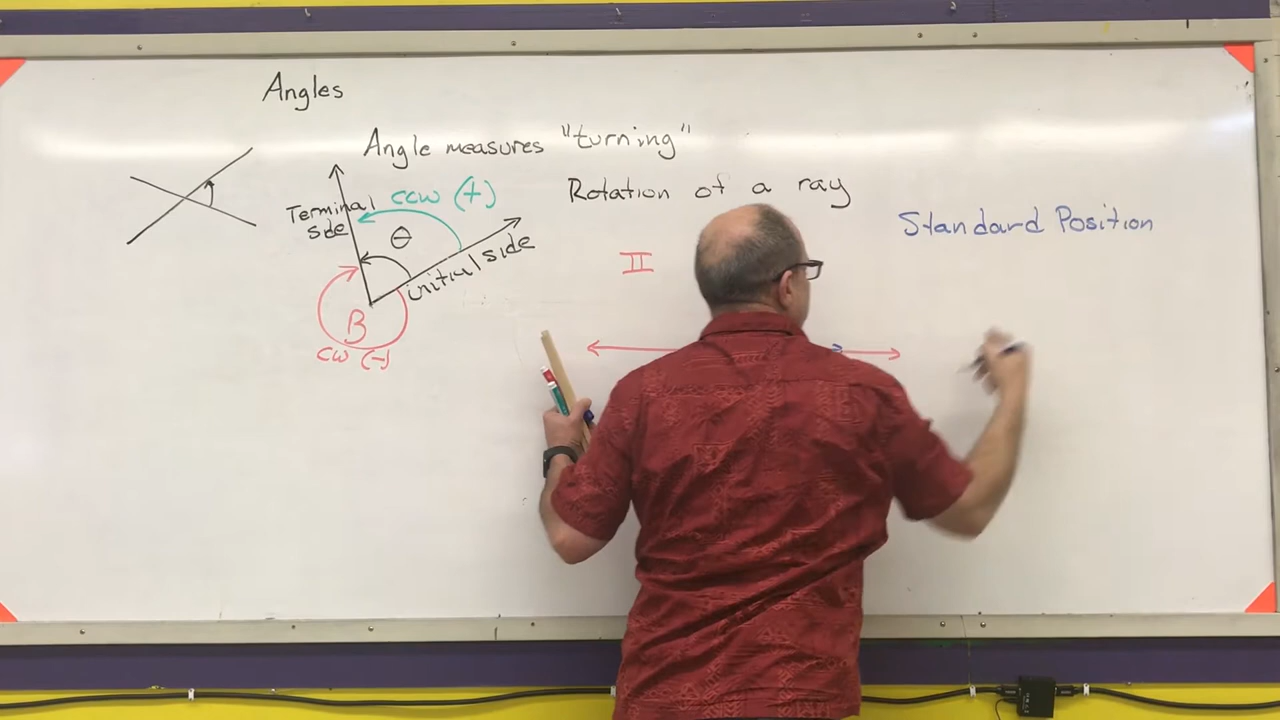 Angles
Angle measures "turning"
Rotation of a ray
Terminal
side
ccw (+)
θ
initial side
B
cw (-)
Standard Position
II